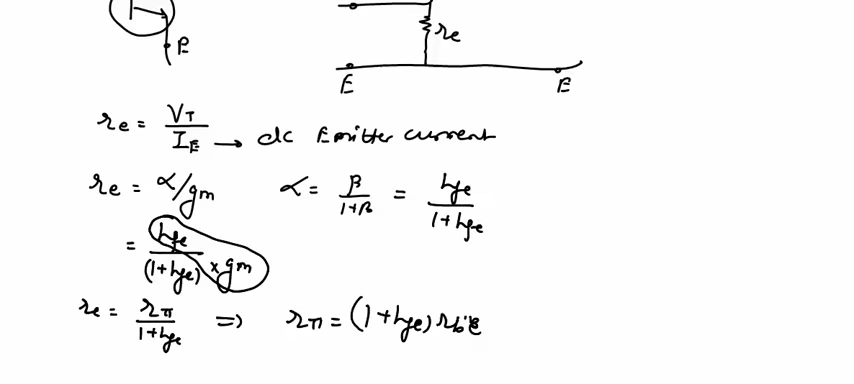 E
re
E E
re = VT/IE → dc Emitter current
re = α/gm α = β/1+β = hfe/1+hfe
= hfe/(1+hfe) × gm
re = rπ/1+hfe ⇒ rπ = (1+hfe) rb'e